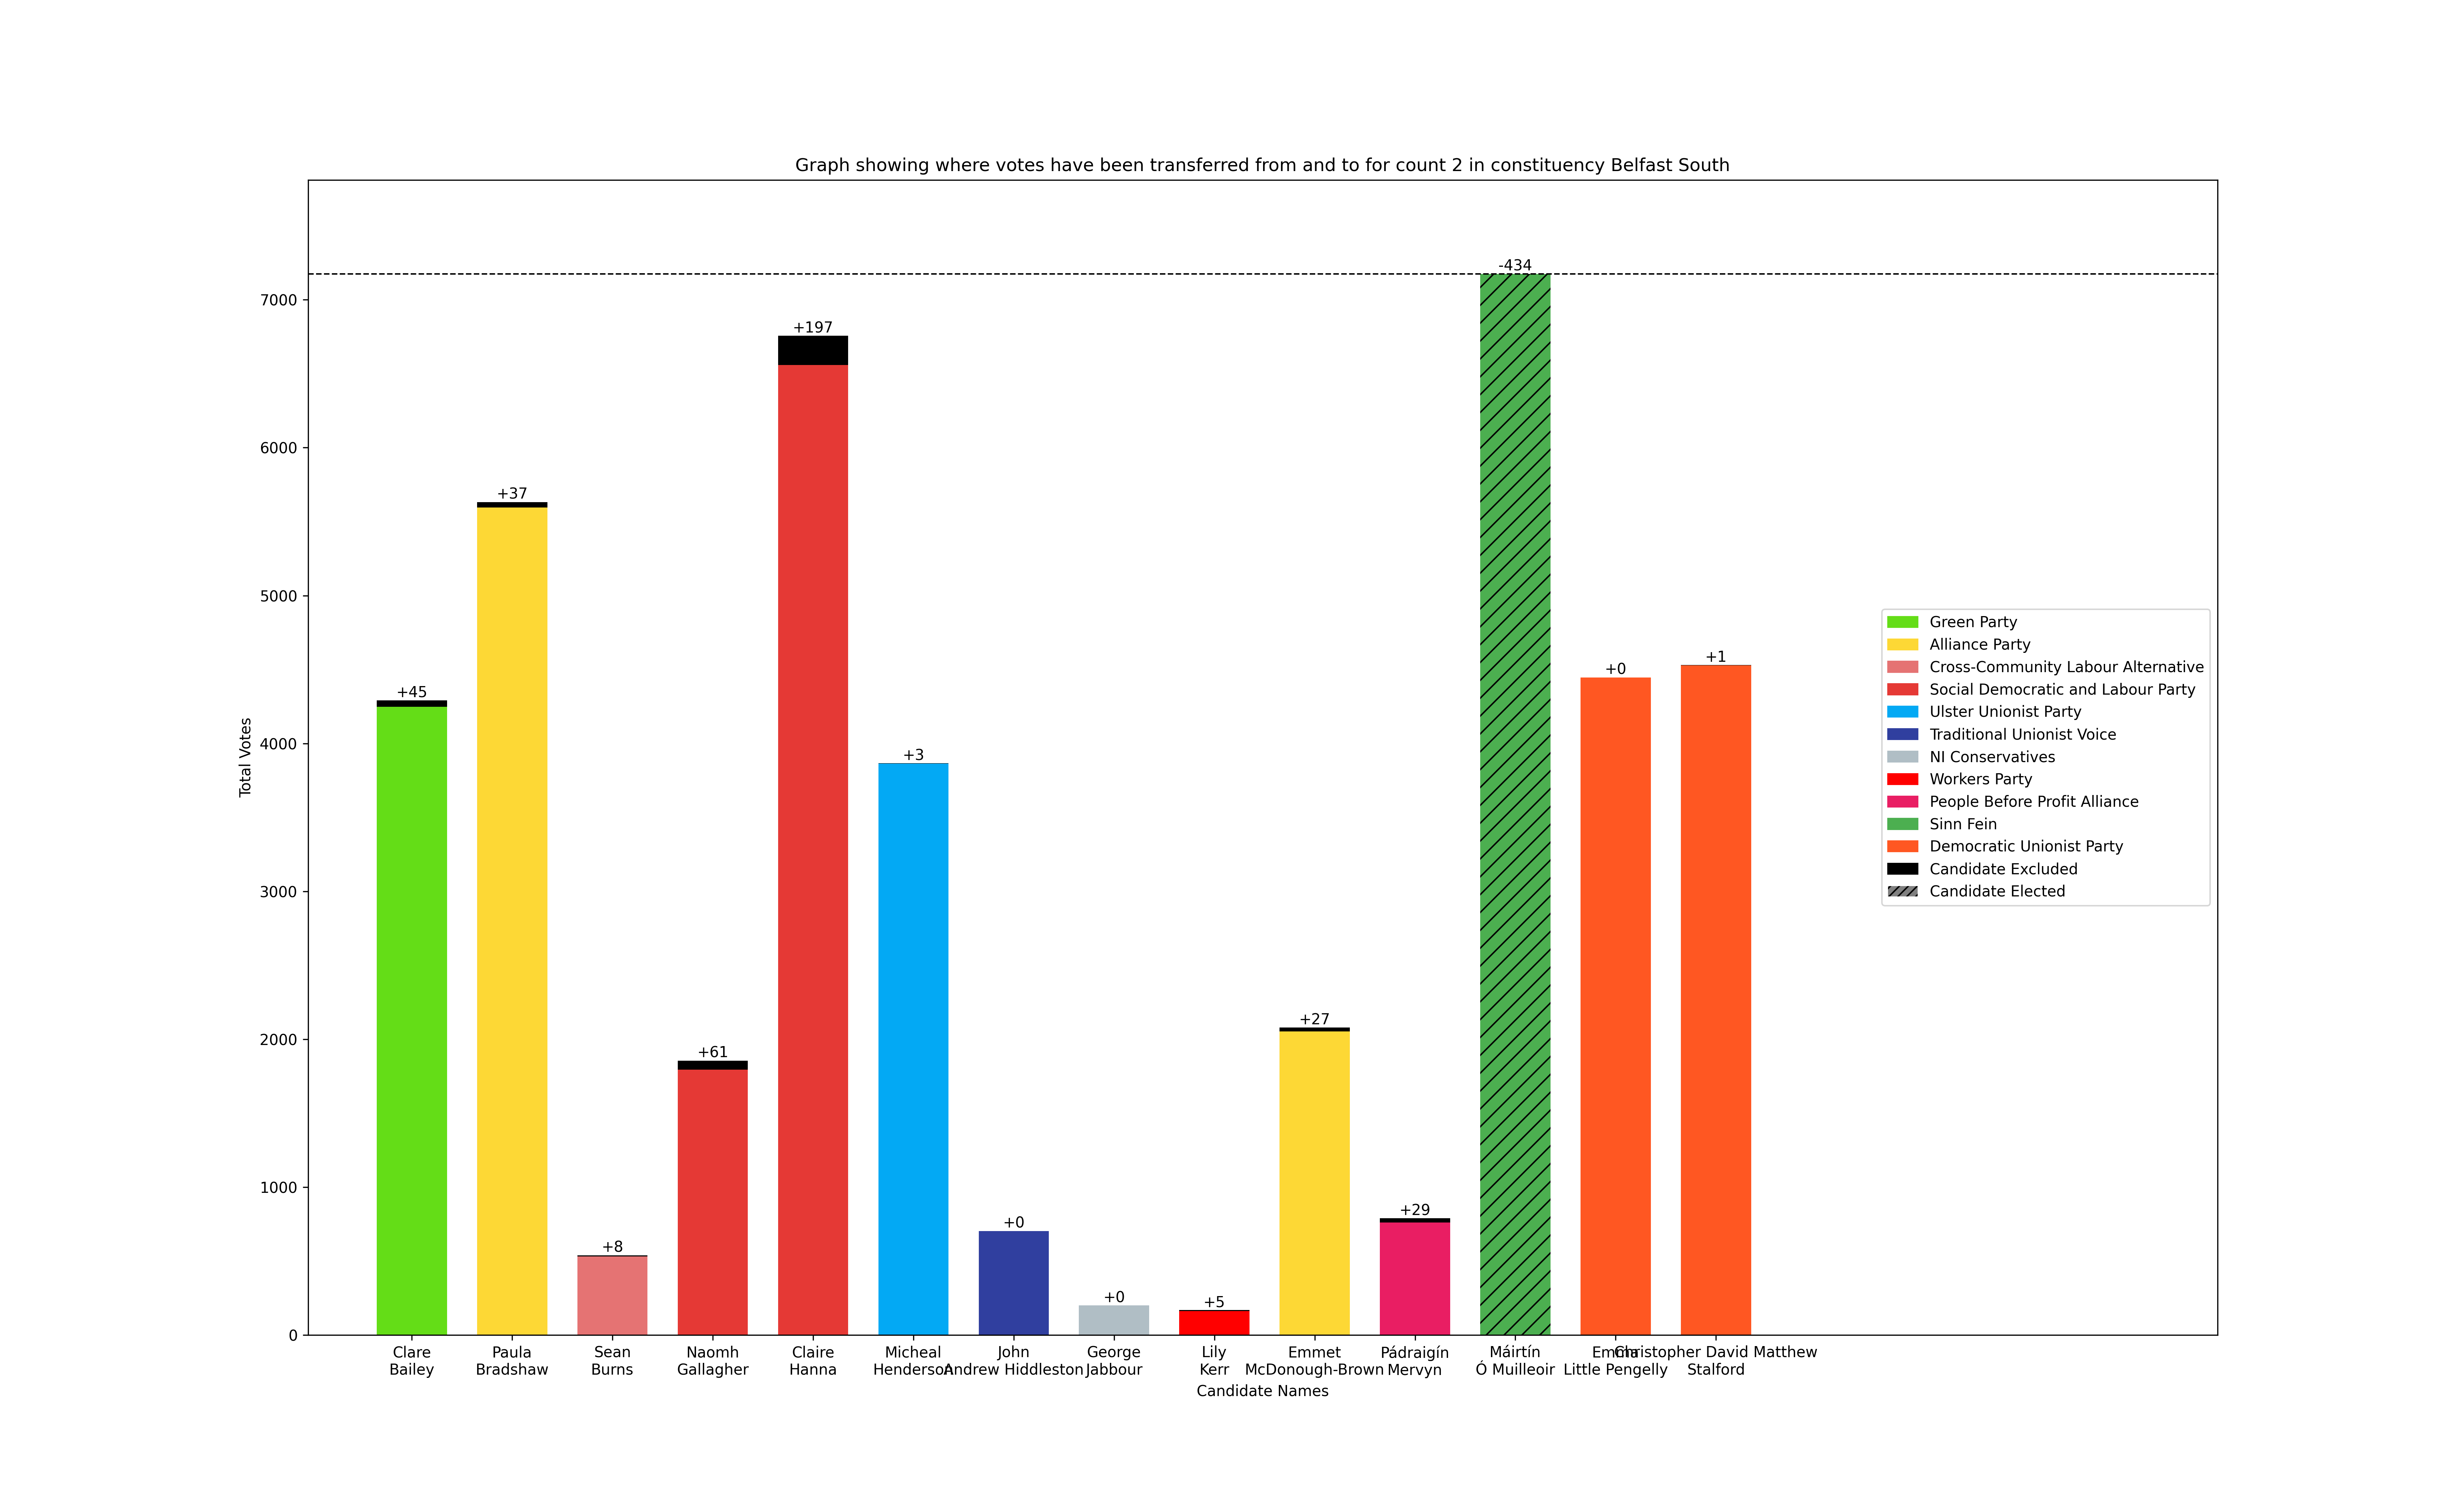 Graph showing where votes have been transferred from and to for count 2 in constituency Belfast South
Total Votes
7000
6000
5000
4000
3000
2000
1000
0
+45
+37
+8
+61
+197
+3
+0
+0
+5
+27
+29
-434
+0
+1
Green Party
Alliance Party
Cross-Community Labour Alternative
Social Democratic and Labour Party
Ulster Unionist Party
Traditional Unionist Voice
NI Conservatives
Workers Party
People Before Profit Alliance
Sinn Fein
Democratic Unionist Party
Candidate Excluded
Candidate Elected
Clare
Bailey
Paula
Bradshaw
Sean
Burns
Naomh
Gallagher
Claire
Hanna
Micheal
Henderson
John
Andrew Hiddleston
George
Jabbour
Lily
Kerr
Emmet
McDonough-Brown
Pádraigín
Mervyn
Máirtín
Ó Muilleoir
Emma
Little Pengelly
Christopher David Matthew
Stalford
Candidate Names